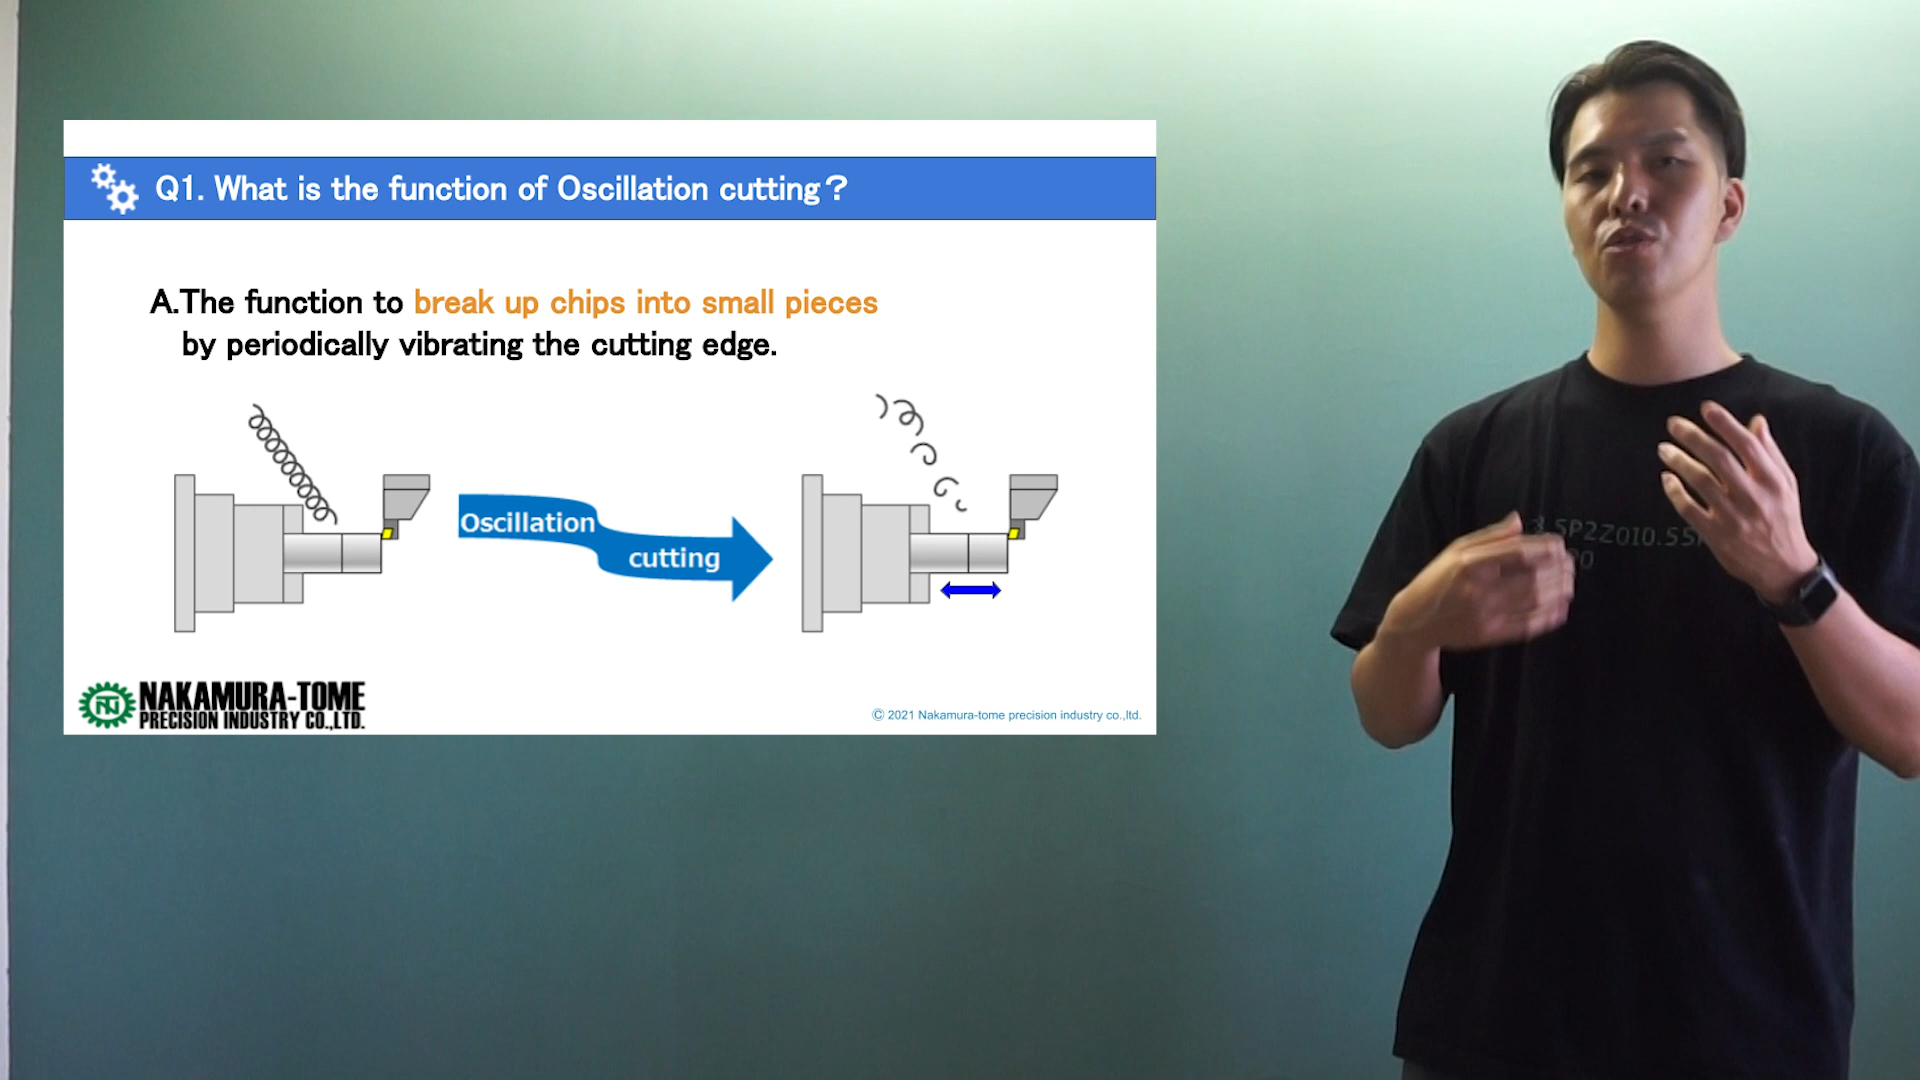 Q1. What is the function of Oscillation cutting?
A.The function to break up chips into small pieces
by periodically vibrating the cutting edge.
Oscillation
cutting
NAKAMURA-TOME
PRECISION INDUSTRY CO.,LTD.
© 2021 Nakamura-tome precision industry co.,ltd.